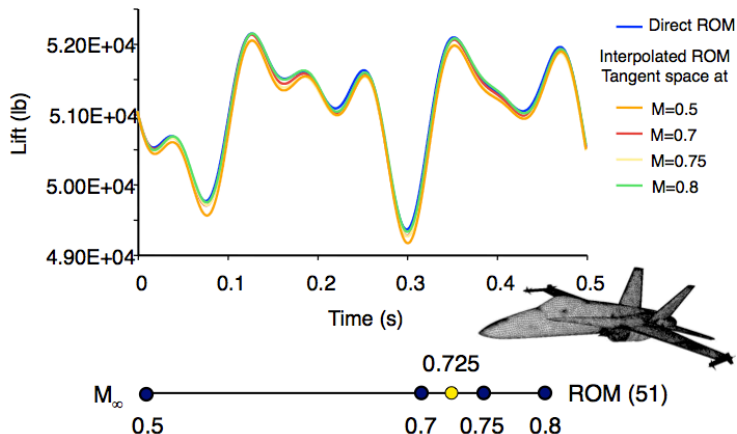 5.20E+04
5.10E+04
5.00E+04
4.90E+04
Lift (lb)
0 0.1 0.2 0.3 0.4 0.5
Time (s)
Direct ROM
Interpolated ROM
Tangent space at
M=0.5
M=0.7
M=0.75
M=0.8
0.725
M∞ ROM (51)
0.5 0.7 0.75 0.8